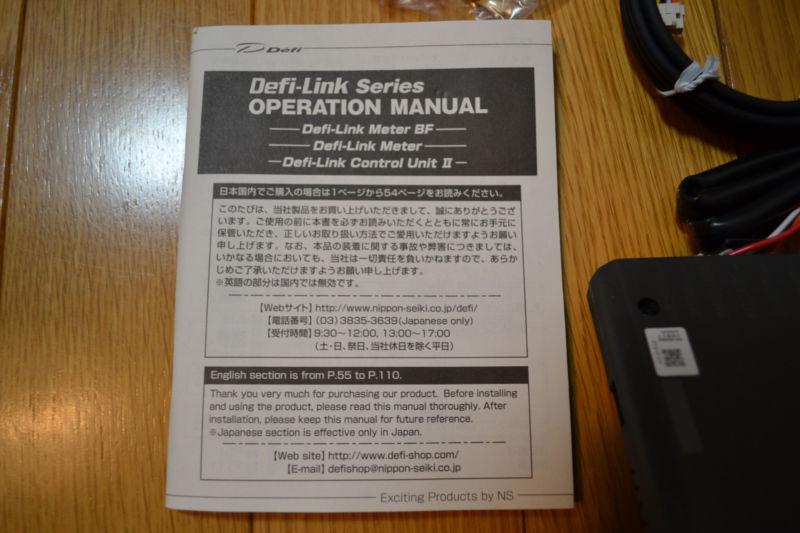 Défi
Defi-Link Series
OPERATION MANUAL
Defi-Link Meter BF
Defi-Link Meter
Defi-Link Control Unit II
日本国内でご購入の場合は1ページから54ページをお読みください。
このたびは、当社製品をお買い上げいただきまして、誠にありがとうござ
います。ご使用の前に本書を必ずお読みいただくとともに常にお手元に
保管いただき、正しいお取り扱い方法でご愛用いただけますようお願い
申し上げます。なお、本品の装着に関する事故や弊害につきましては、
いかなる場合においても、当社は一切責任を負いかねますので、あらか
じめご了承いただけますようお願い申し上げます。
※英語の部分は国内では無効です。
【Webサイト】http://www.nippon-seiki.co.jp/defi/
【電話番号】(03)3835-3639(Japanese only)
【受付時間】9:30～12:00, 13:00～17:00
(土・日、祭日、当社休日を除く平日)
English section is from P.55 to P.110.
Thank you very much for purchasing our product. Before installing
and using the product, please read this manual thoroughly. After
installation, please keep this manual for future reference.
※Japanese section is effective only in Japan.
【Web site】http://www.defi-shop.com/
【E-mail】defishop@nippon-seiki.co.jp
Exciting Products by NS